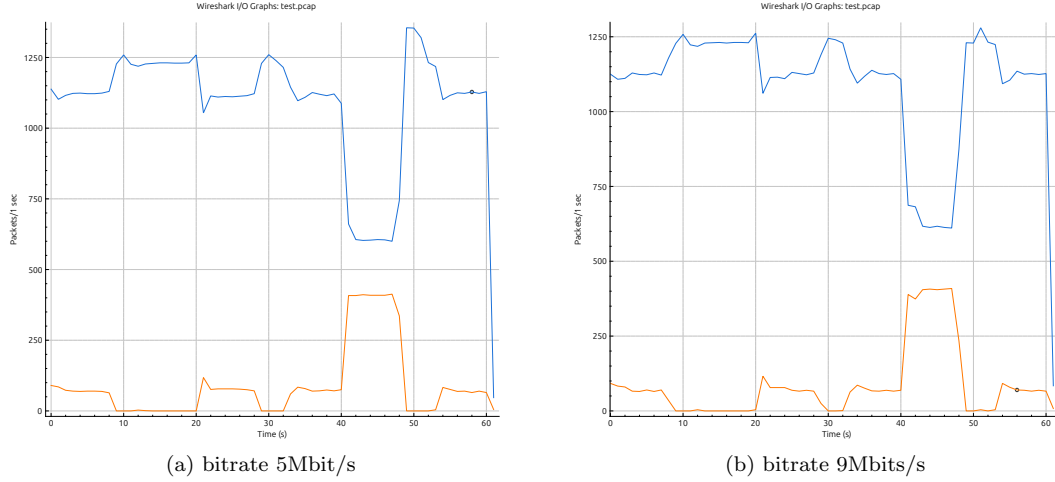 Wireshark I/O Graphs: test.pcap
Packets/1 sec
1250
1000
750
500
250
0
0 10 20 30 40 50 60
Time (s)
(a) bitrate 5Mbit/s
Wireshark I/O Graphs: test.pcap
Packets/1 sec
1250
1000
750
500
250
0
0 10 20 30 40 50 60
Time (s)
(b) bitrate 9Mbits/s